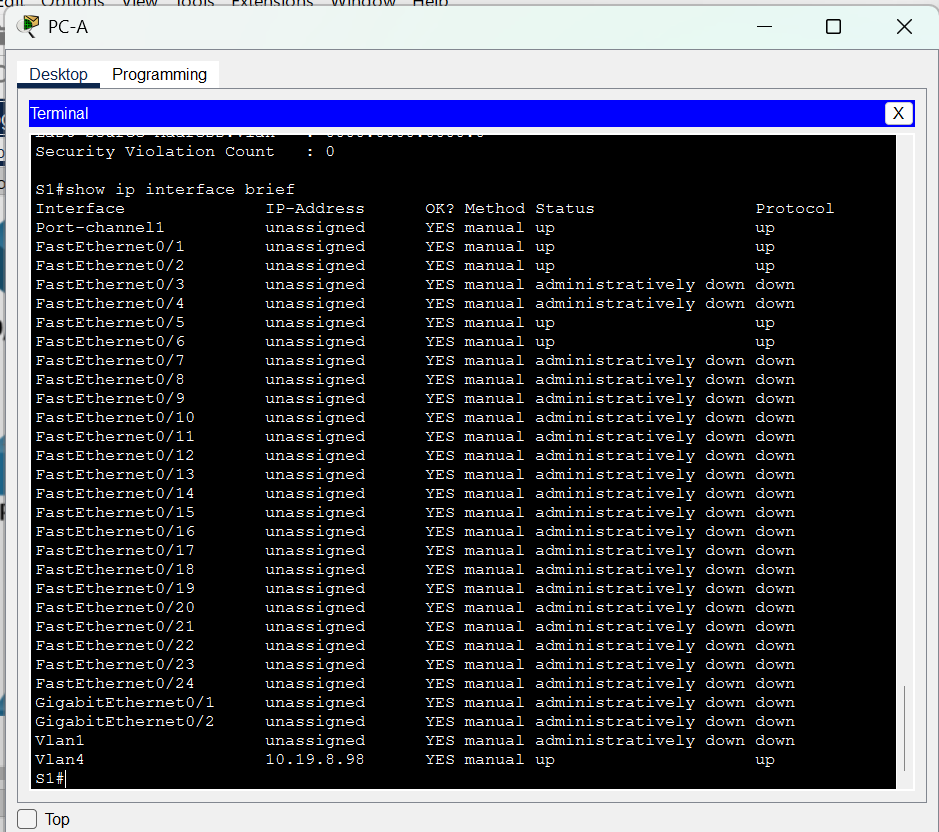 Options View Tools Extensions Window Help
PC-A
Desktop Programming
Terminal X
Security Violation Count : 0
S1#show ip interface brief
Interface IP-Address OK? Method Status Protocol
Port-channel1 unassigned YES manual up up
FastEthernet0/1 unassigned YES manual up up
FastEthernet0/2 unassigned YES manual up up
FastEthernet0/3 unassigned YES manual administratively down down
FastEthernet0/4 unassigned YES manual administratively down down
FastEthernet0/5 unassigned YES manual up up
FastEthernet0/6 unassigned YES manual up up
FastEthernet0/7 unassigned YES manual administratively down down
FastEthernet0/8 unassigned YES manual administratively down down
FastEthernet0/9 unassigned YES manual administratively down down
FastEthernet0/10 unassigned YES manual administratively down down
FastEthernet0/11 unassigned YES manual administratively down down
FastEthernet0/12 unassigned YES manual administratively down down
FastEthernet0/13 unassigned YES manual administratively down down
FastEthernet0/14 unassigned YES manual administratively down down
FastEthernet0/15 unassigned YES manual administratively down down
FastEthernet0/16 unassigned YES manual administratively down down
FastEthernet0/17 unassigned YES manual administratively down down
FastEthernet0/18 unassigned YES manual administratively down down
FastEthernet0/19 unassigned YES manual administratively down down
FastEthernet0/20 unassigned YES manual administratively down down
FastEthernet0/21 unassigned YES manual administratively down down
FastEthernet0/22 unassigned YES manual administratively down down
FastEthernet0/23 unassigned YES manual administratively down down
FastEthernet0/24 unassigned YES manual administratively down down
GigabitEthernet0/1 unassigned YES manual administratively down down
GigabitEthernet0/2 unassigned YES manual administratively down down
Vlan1 unassigned YES manual administratively down down
Vlan4 10.19.8.98 YES manual up up
S1#
Top